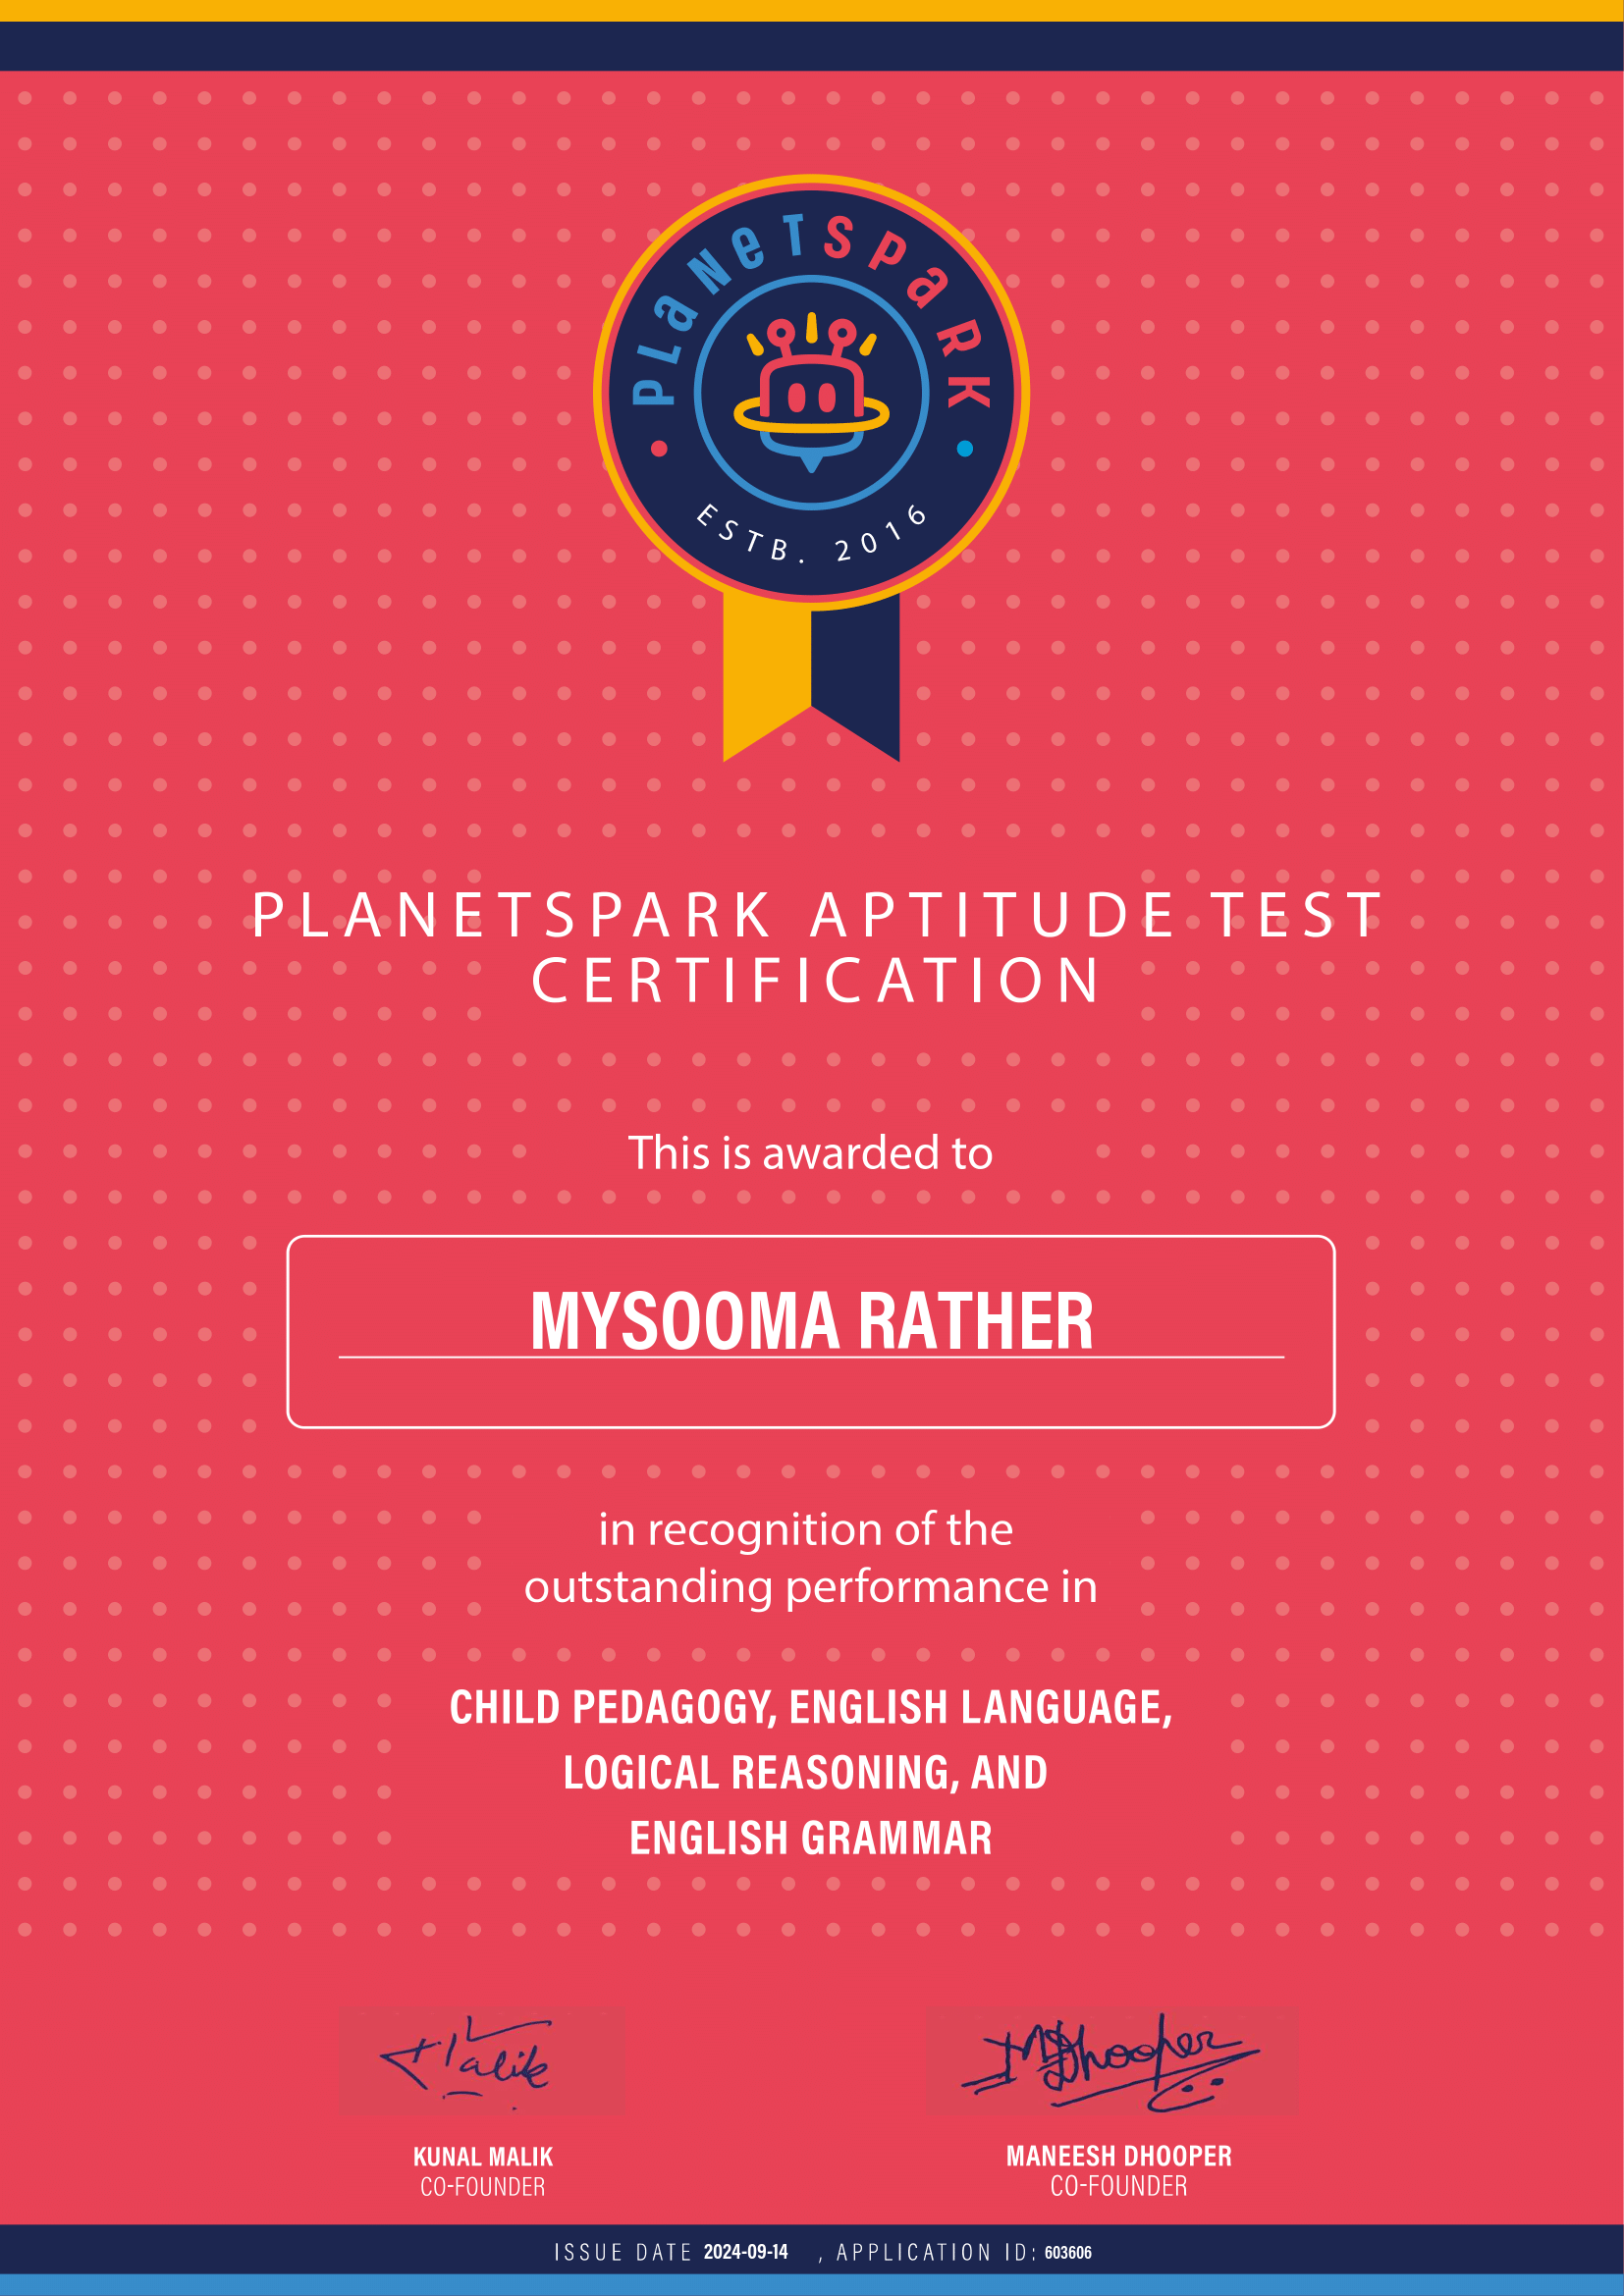 PLaNeTSPaRK
ESTB. 2016
PLANETSPARK APTITUDE TEST
CERTIFICATION
This is awarded to
MYSOOMA RATHER
in recognition of the
outstanding performance in
CHILD PEDAGOGY, ENGLISH LANGUAGE,
LOGICAL REASONING, AND
ENGLISH GRAMMAR
Malik
MDhooper
KUNAL MALIK
CO-FOUNDER
MANEESH DHOOPER
CO-FOUNDER
ISSUE DATE 2024-09-14 , APPLICATION ID: 603606